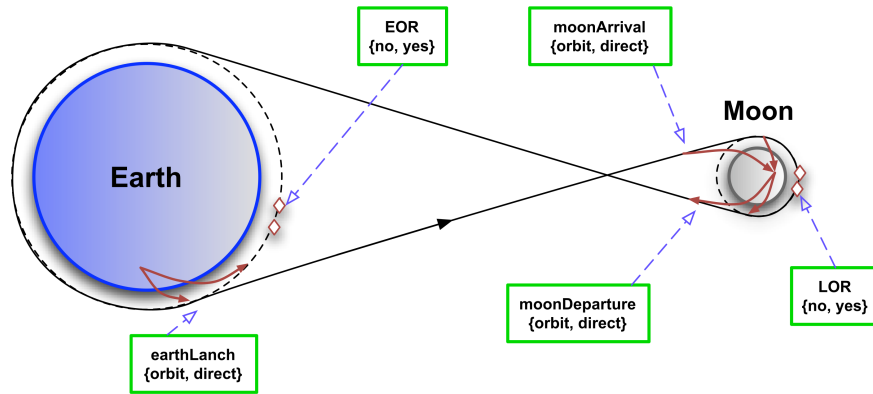 EOR
{no, yes}
moonArrival
{orbit, direct}
Moon
Earth
moonDeparture
{orbit, direct}
LOR
{no, yes}
earthLanch
{orbit, direct}